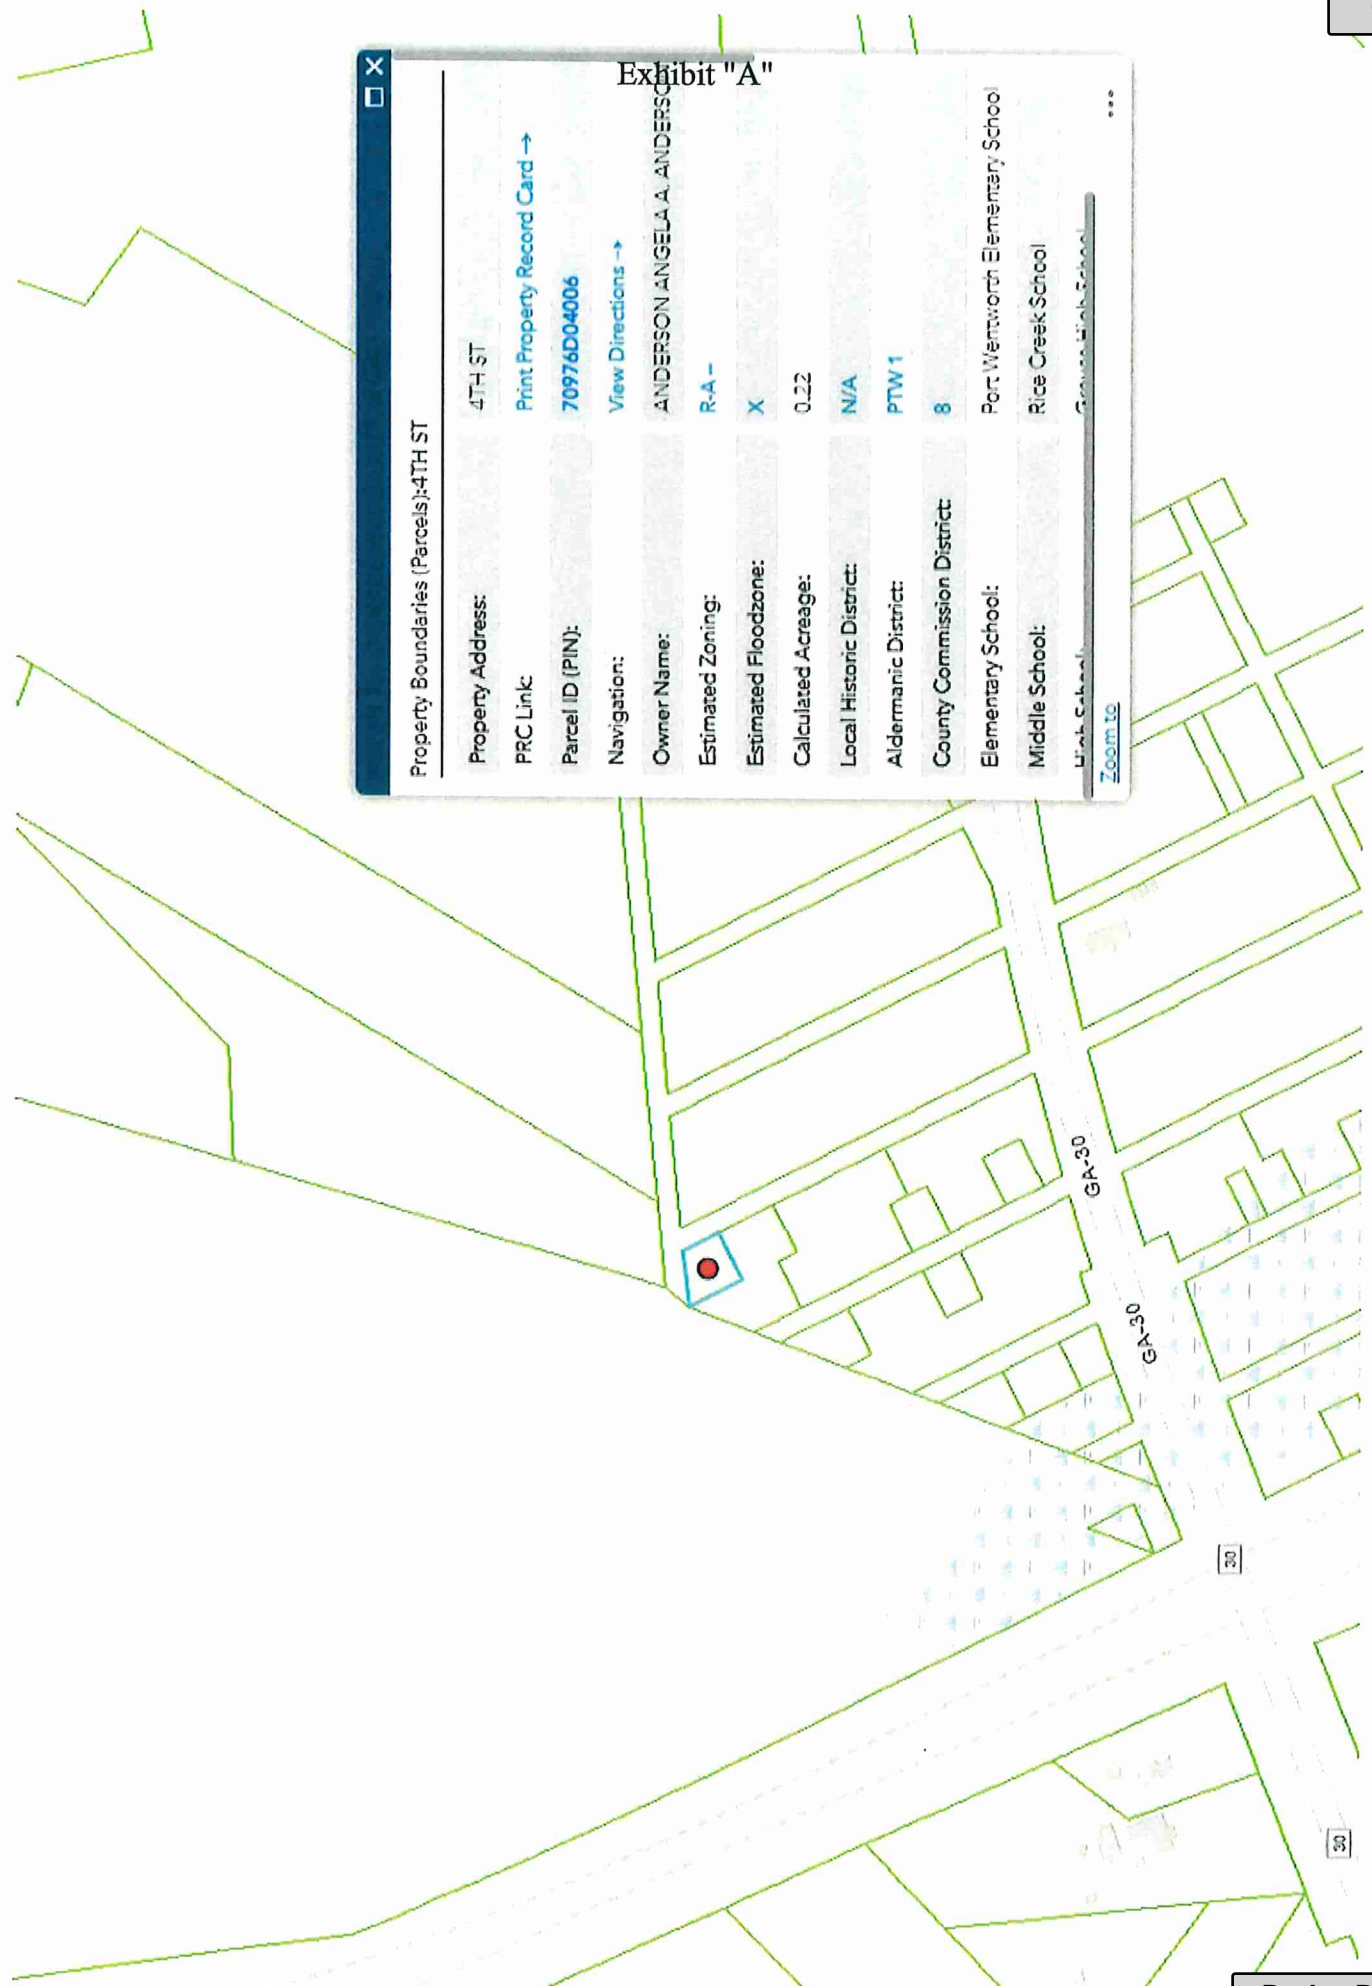 Exhibit "A"
Property Boundaries (Parcels):4TH ST
Property Address: 4TH ST
PRC Link: Print Property Record Card →
Parcel ID (PIN): 70976D04006
Navigation: View Directions →
Owner Name: ANDERSON ANGELA A. ANDERSO
Estimated Zoning: R-A –
Estimated Floodzone: X
Calculated Acreage: 0.22
Local Historic District: N/A
Aldermanic District: PTW 1
County Commission District: 8
Elementary School: Port Wentworth Elementary School
Middle School: Rice Creek School
High School:
Zoom to
...
GA-30
GA-30
30
30